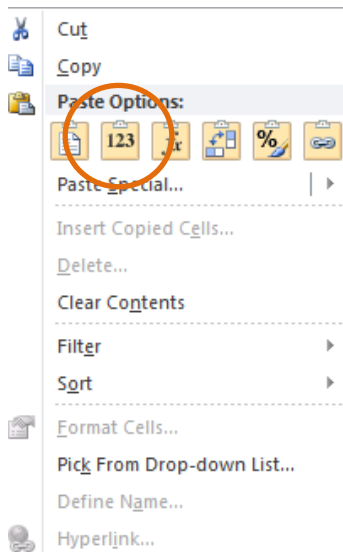 Cut
Copy
Paste Options:
123 fx %
Paste Special...
Insert Copied Cells...
Delete...
Clear Contents
Filter
Sort
Format Cells...
Pick From Drop-down List...
Define Name...
Hyperlink...